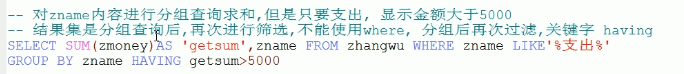 -- 对zname内容进行分组查询求和,但是只要支出, 显示金额大于5000
-- 结果集是分组查询后,再次进行筛选,不能使用where, 分组后再次过滤,关键字 having
SELECT SUM(zmoney)AS 'getsum',zname FROM zhangwu WHERE zname LIKE'%支出%'
GROUP BY zname HAVING getsum>5000